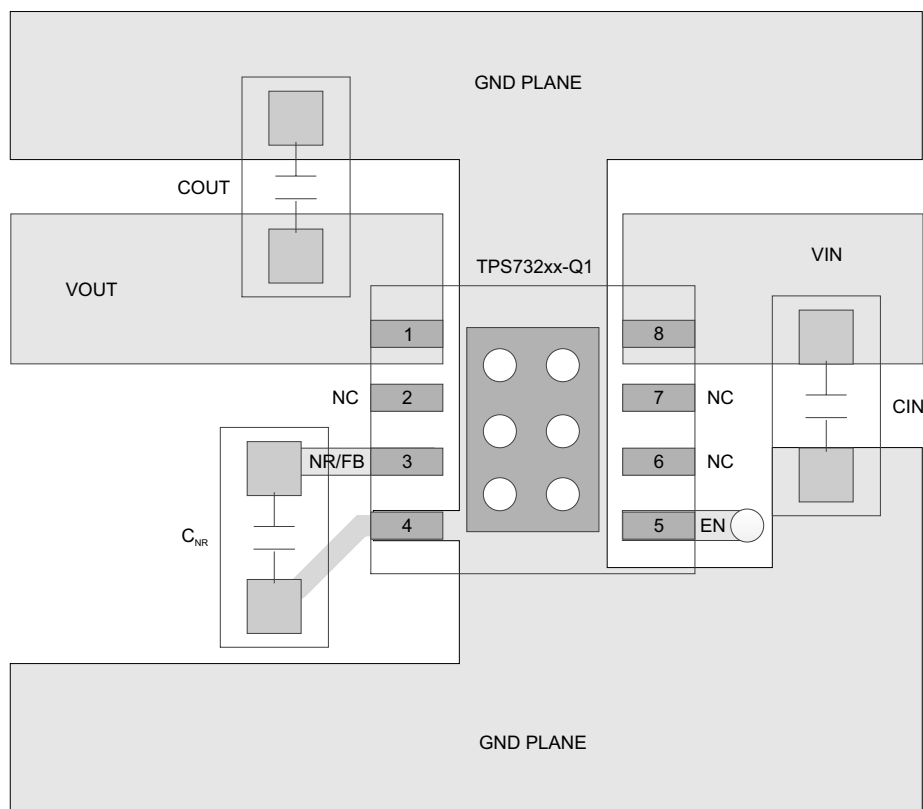 GND PLANE
COUT
TPS732xx-Q1
VIN
VOUT
1
8
NC
2
7
NC
CIN
NR/FB
3
6
NC
CNR
4
5
EN
GND PLANE